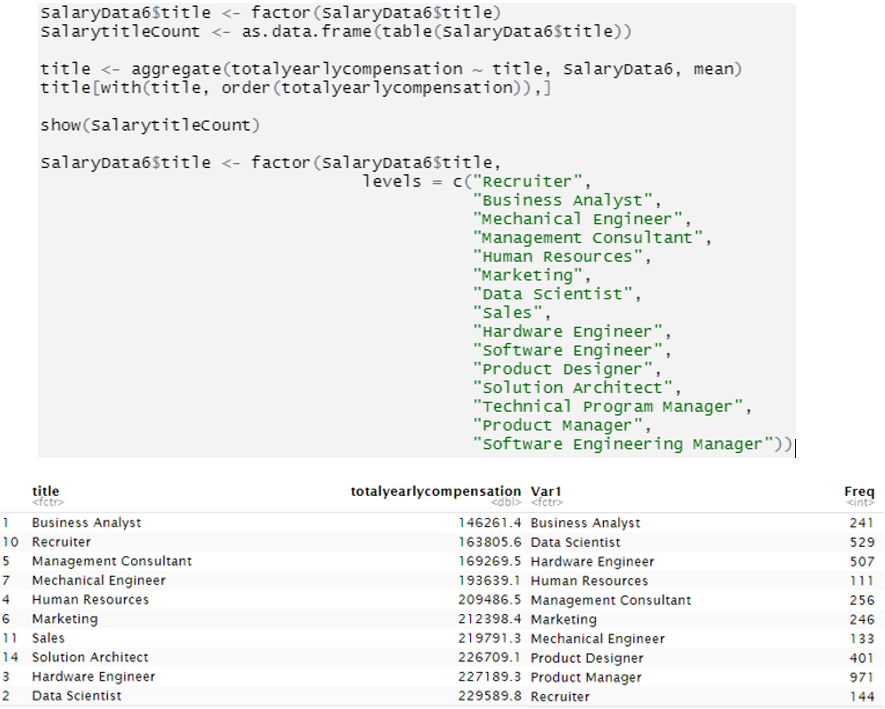 SalaryData6$title <- factor(SalaryData6$title)
SalarytitleCount <- as.data.frame(table(SalaryData6$title))
title <- aggregate(totalyearlycompensation ~ title, SalaryData6, mean)
title[with(title, order(totalyearlycompensation)),]
show(SalarytitleCount)
SalaryData6$title <- factor(SalaryData6$title,
levels = c("Recruiter",
"Business Analyst",
"Mechanical Engineer",
"Management Consultant",
"Human Resources",
"Marketing",
"Data Scientist",
"Sales",
"Hardware Engineer",
"Software Engineer",
"Product Designer",
"Solution Architect",
"Technical Program Manager",
"Product Manager",
"Software Engineering Manager"))
title totalyearlycompensation Var1 Freq
<fctr> <dbl> <fctr> <int>
1 Business Analyst 146261.4 Business Analyst 241
10 Recruiter 163805.6 Data Scientist 529
5 Management Consultant 169269.5 Hardware Engineer 507
7 Mechanical Engineer 193639.1 Human Resources 111
4 Human Resources 209486.5 Management Consultant 256
6 Marketing 212398.4 Marketing 246
11 Sales 219791.3 Mechanical Engineer 133
14 Solution Architect 226709.1 Product Designer 401
3 Hardware Engineer 227189.3 Product Manager 971
2 Data Scientist 229589.8 Recruiter 144